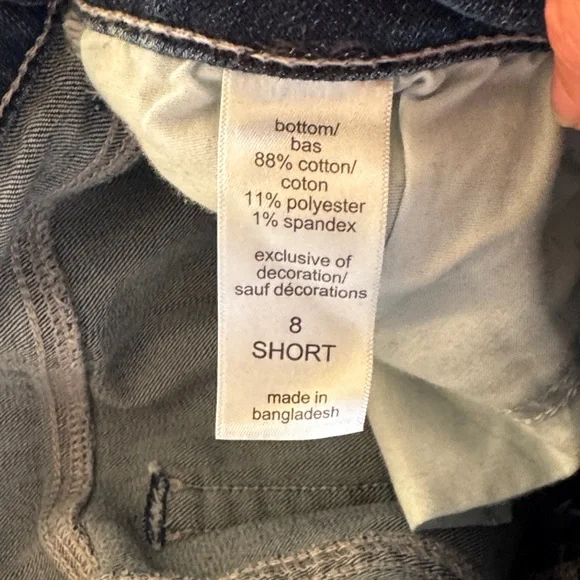 bottom/
bas
88% cotton/
coton
11% polyester
1% spandex
exclusive of
decoration/
sauf décorations
8
SHORT
made in
bangladesh